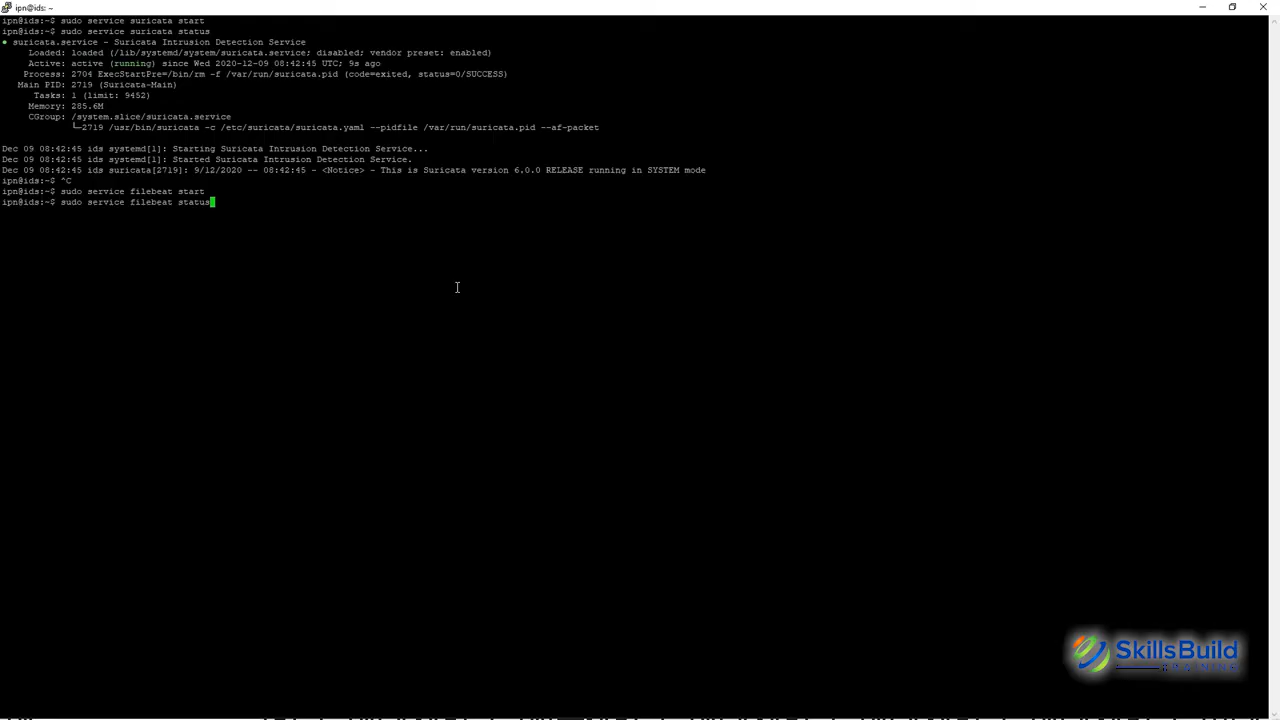 ipn@ids: ~
ipn@ids:~$ sudo service suricata start
ipn@ids:~$ sudo service suricata status
● suricata.service - Suricata Intrusion Detection Service
Loaded: loaded (/lib/systemd/system/suricata.service; disabled; vendor preset: enabled)
Active: active (running) since Wed 2020-12-09 08:42:45 UTC; 9s ago
Process: 2704 ExecStartPre=/bin/rm -f /var/run/suricata.pid (code=exited, status=0/SUCCESS)
Main PID: 2719 (Suricata-Main)
Tasks: 1 (limit: 9452)
Memory: 285.6M
CGroup: /system.slice/suricata.service
└─2719 /usr/bin/suricata -c /etc/suricata/suricata.yaml --pidfile /var/run/suricata.pid --af-packet
Dec 09 08:42:45 ids systemd[1]: Starting Suricata Intrusion Detection Service...
Dec 09 08:42:45 ids systemd[1]: Started Suricata Intrusion Detection Service.
Dec 09 08:42:45 ids suricata[2719]: 9/12/2020 -- 08:42:45 - <Notice> - This is Suricata version 6.0.0 RELEASE running in SYSTEM mode
ipn@ids:~$ ^C
ipn@ids:~$ sudo service filebeat start
ipn@ids:~$ sudo service filebeat status
SkillsBuild
TRAINING